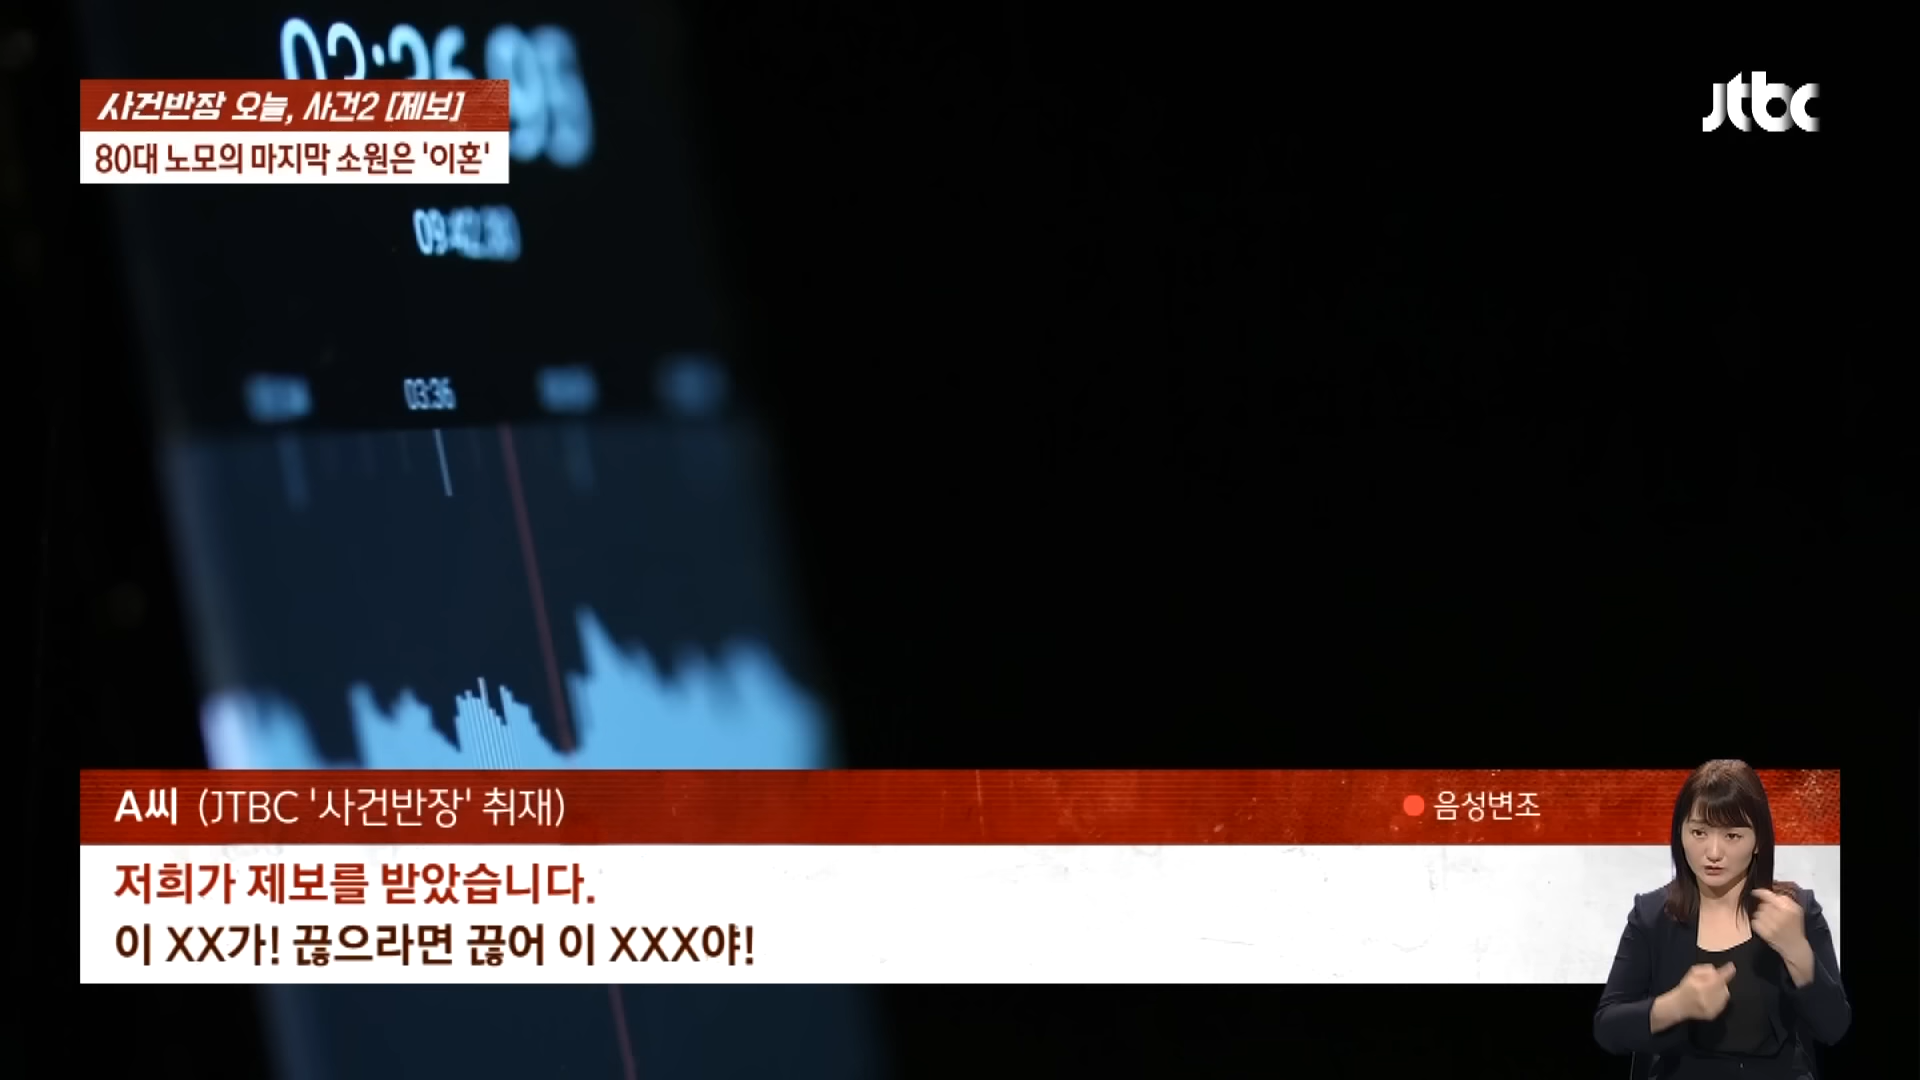 사건반장 오늘, 사건2 [제보]
80대 노모의 마지막 소원은 '이혼'
jtbc
03:36
A씨 (JTBC '사건반장' 취재)
음성변조
저희가 제보를 받았습니다.
이 XX가! 끊으라면 끊어 이 XXX야!